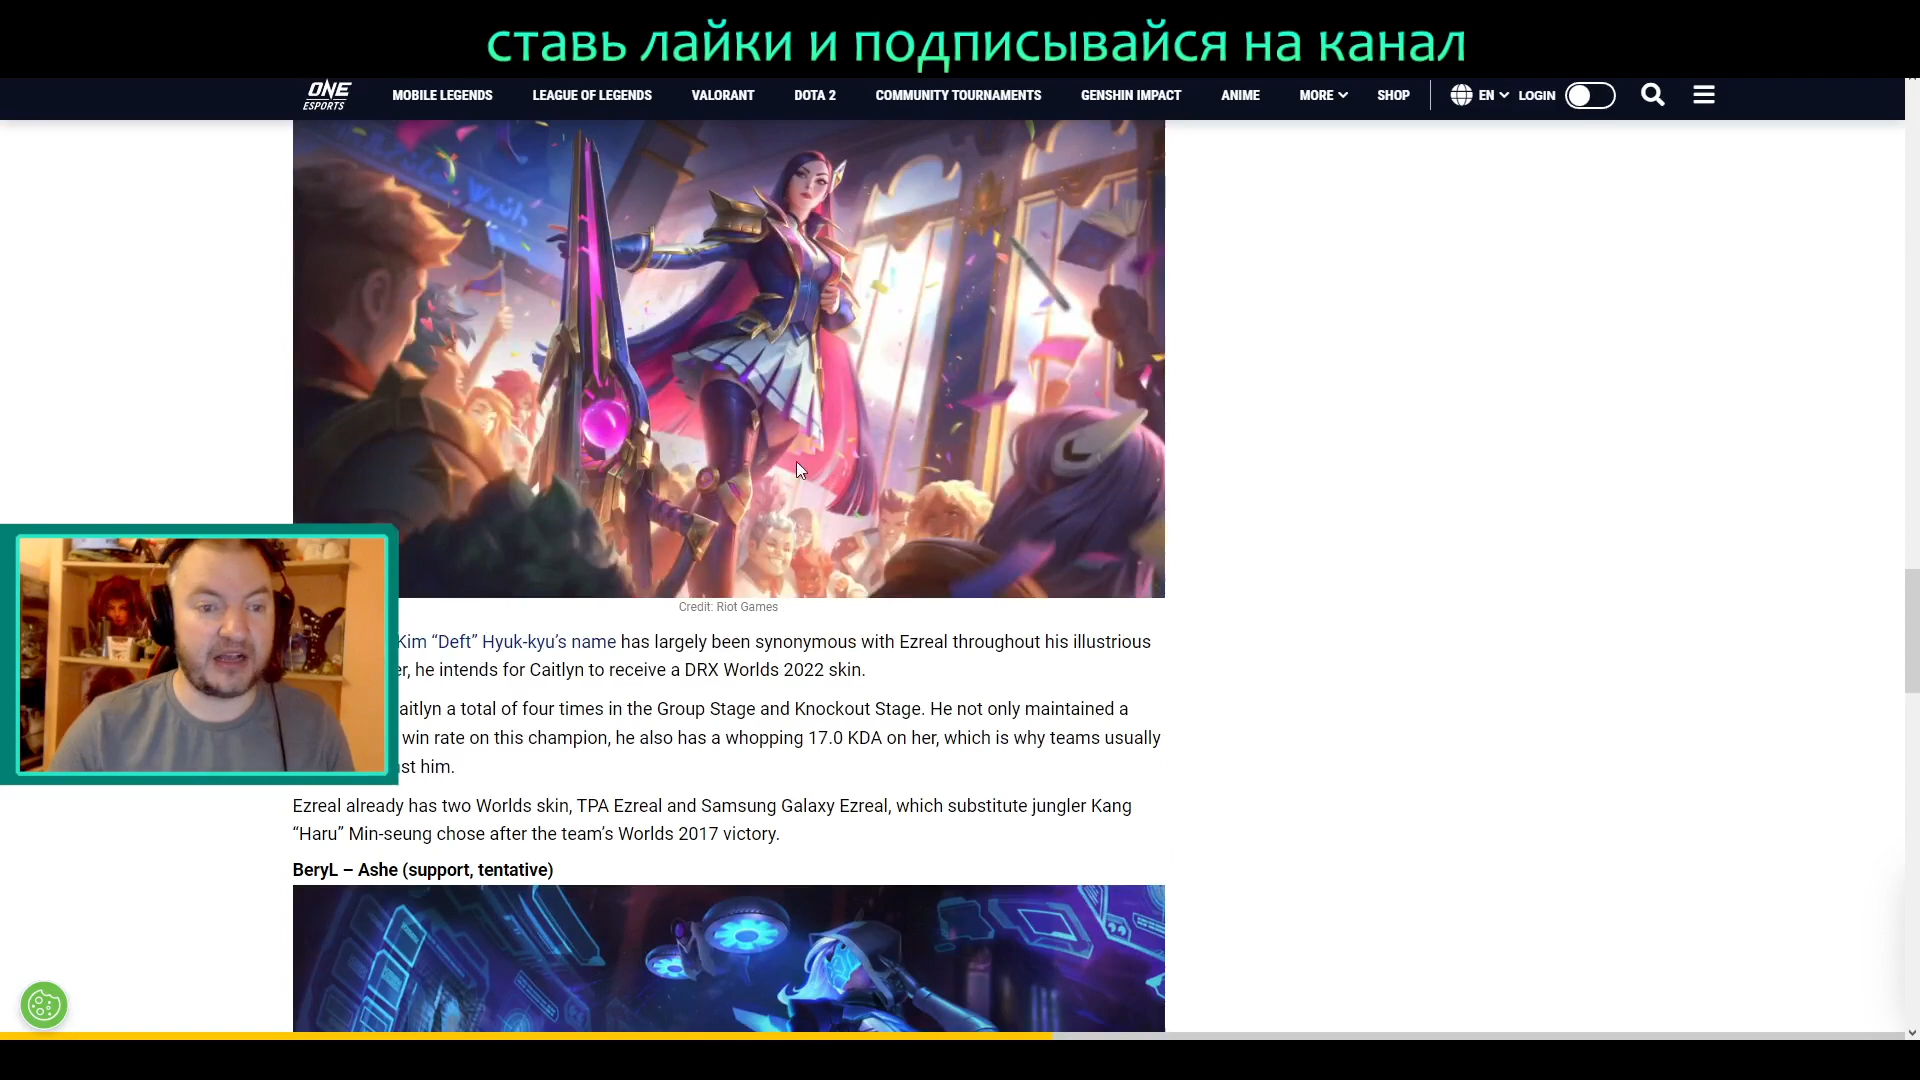 ставь лайки и подписывайся на канал
ONE
ESPORTS
MOBILE LEGENDS LEAGUE OF LEGENDS VALORANT DOTA 2 COMMUNITY TOURNAMENTS GENSHIN IMPACT ANIME MORE SHOP EN LOGIN
Credit: Riot Games
Kim “Deft” Hyuk-kyu’s name has largely been synonymous with Ezreal throughout his illustrious
he intends for Caitlyn to receive a DRX Worlds 2022 skin.
a total of four times in the Group Stage and Knockout Stage. He not only maintained a
win rate on this champion, he also has a whopping 17.0 KDA on her, which is why teams usually
him.
Ezreal already has two Worlds skin, TPA Ezreal and Samsung Galaxy Ezreal, which substitute jungler Kang
“Haru” Min-seung chose after the team’s Worlds 2017 victory.
BeryL – Ashe (support, tentative)